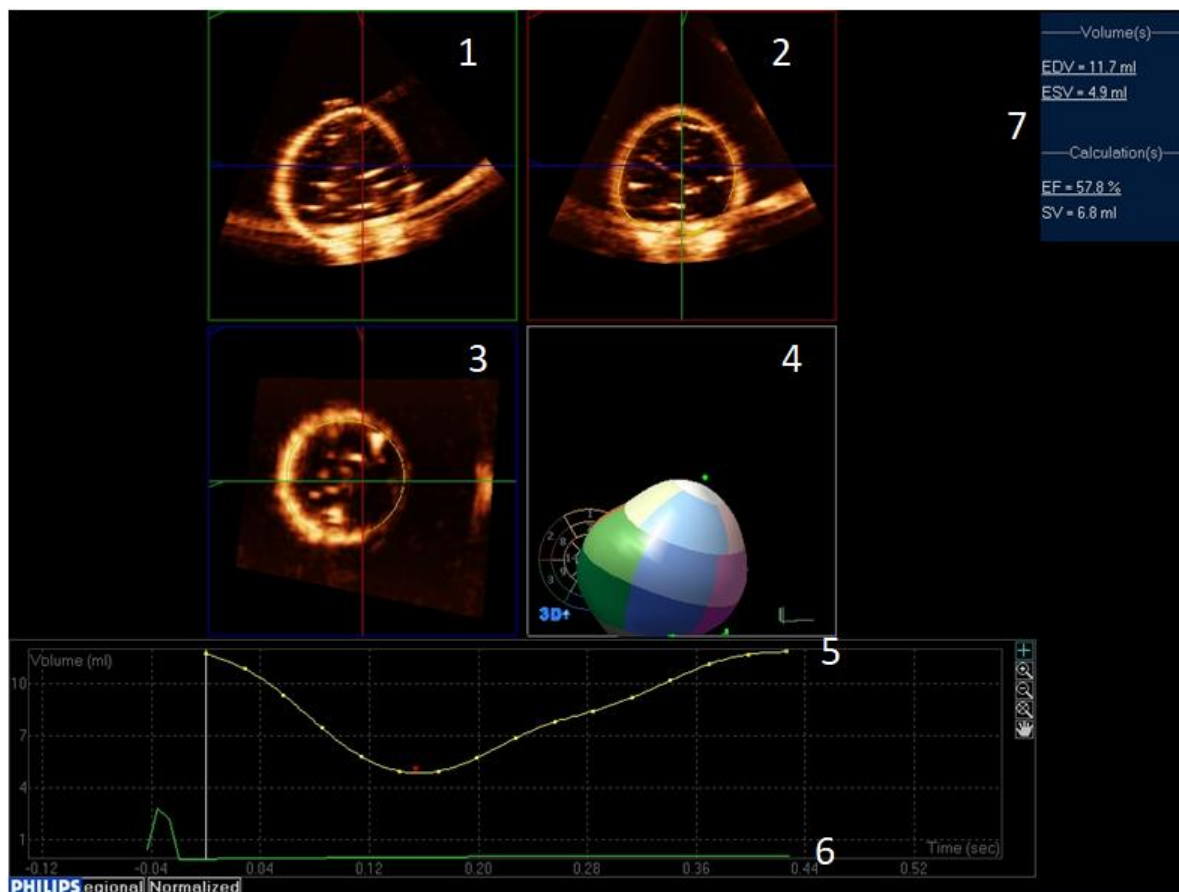 1
2
Volume(s)
EDV = 11.7 ml
ESV = 4.9 ml
7
Calculation(s)
EF = 57.8 %
SV = 6.8 ml
3
4
3D
5
Volume (ml)
10
7
4
1
6
Time (sec)
-0.12 -0.04 0.04 0.12 0.20 0.28 0.36 0.44 0.52
PHILIPS egional Normalized